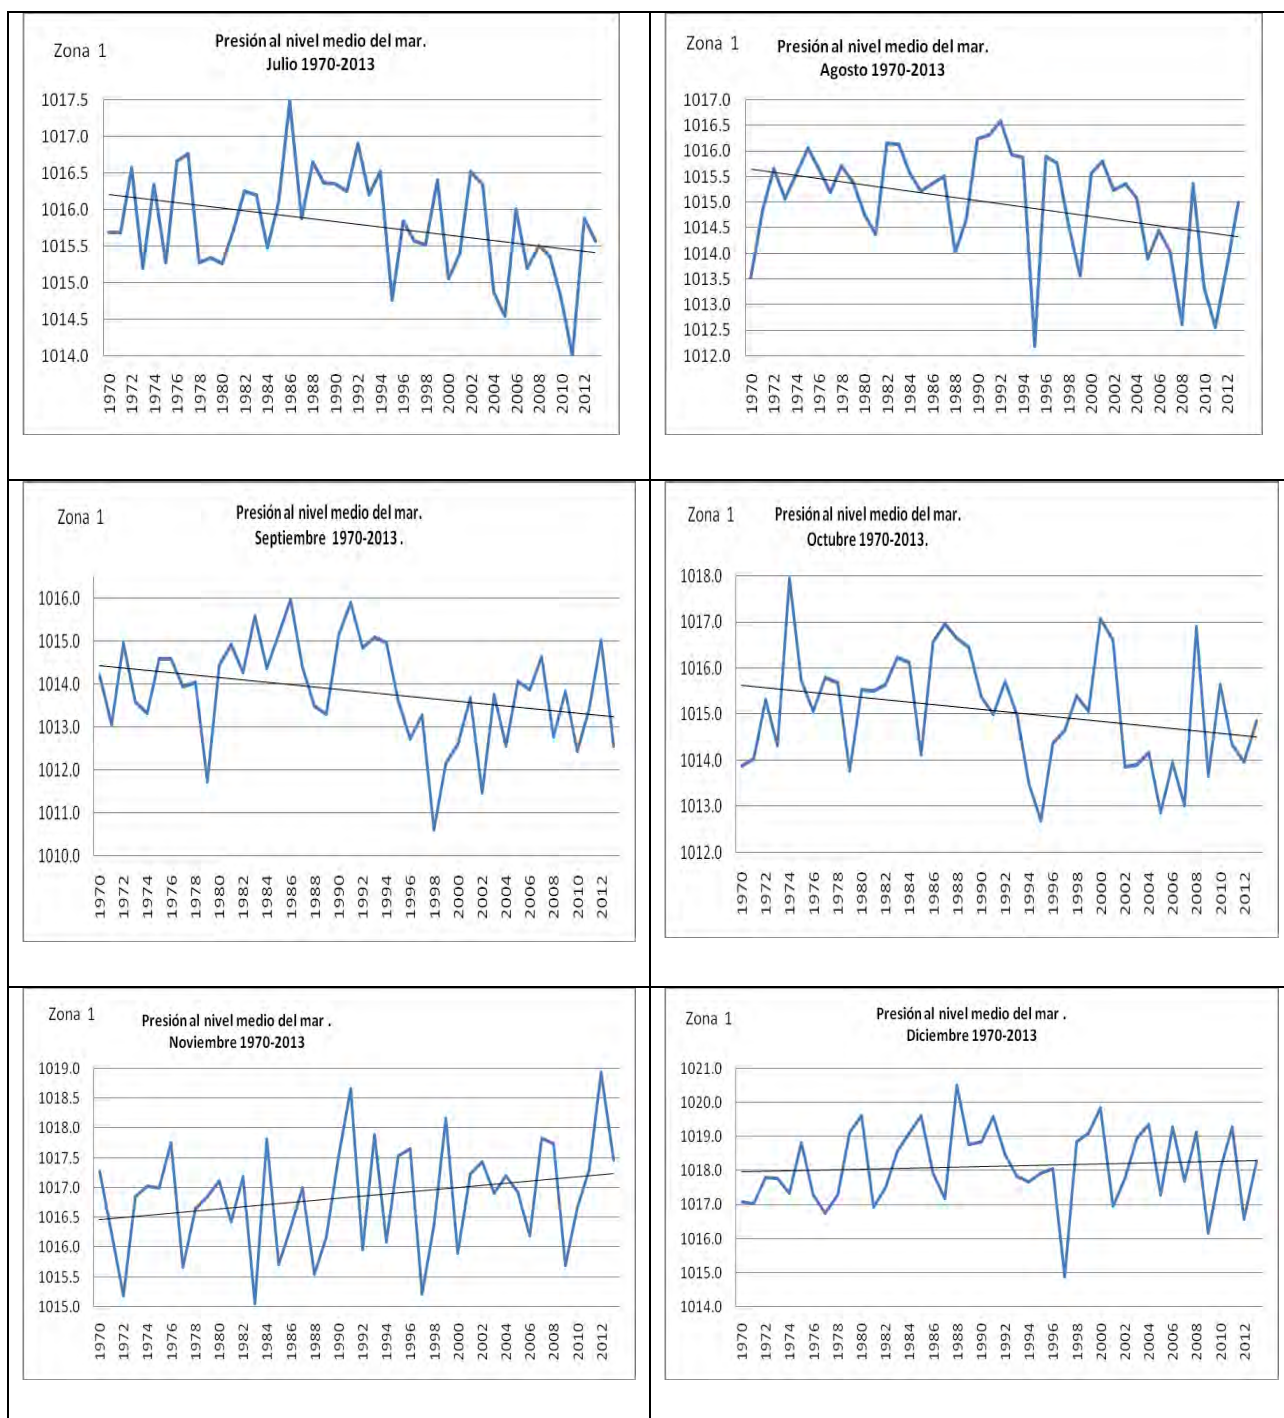 Zona 1
Presión al nivel medio del mar.
Julio 1970-2013
1017.5
1017.0
1016.5
1016.0
1015.5
1015.0
1014.5
1014.0
1970 1972 1974 1976 1978 1980 1982 1984 1986 1988 1990 1992 1994 1996 1998 2000 2002 2004 2006 2008 2010 2012
Zona 1
Presión al nivel medio del mar.
Agosto 1970-2013
1017.0
1016.5
1016.0
1015.5
1015.0
1014.5
1014.0
1013.5
1013.0
1012.5
1012.0
1970 1972 1974 1976 1978 1980 1982 1984 1986 1988 1990 1992 1994 1996 1998 2000 2002 2004 2006 2008 2010 2012
Zona 1
Presión al nivel medio del mar.
Septiembre 1970-2013 .
1016.0
1015.0
1014.0
1013.0
1012.0
1011.0
1010.0
1970 1972 1974 1976 1978 1980 1982 1984 1986 1988 1990 1992 1994 1996 1998 2000 2002 2004 2006 2008 2010 2012
Zona 1
Presión al nivel medio del mar.
Octubre 1970-2013.
1018.0
1017.0
1016.0
1015.0
1014.0
1013.0
1012.0
1970 1972 1974 1976 1978 1980 1982 1984 1986 1988 1990 1992 1994 1996 1998 2000 2002 2004 2006 2008 2010 2012
Zona 1
Presión al nivel medio del mar .
Noviembre 1970-2013
1019.0
1018.5
1018.0
1017.5
1017.0
1016.5
1016.0
1015.5
1015.0
1970 1972 1974 1976 1978 1980 1982 1984 1986 1988 1990 1992 1994 1996 1998 2000 2002 2004 2006 2008 2010 2012
Zona 1
Presión al nivel medio del mar .
Diciembre 1970-2013
1021.0
1020.0
1019.0
1018.0
1017.0
1016.0
1015.0
1014.0
1970 1972 1974 1976 1978 1980 1982 1984 1986 1988 1990 1992 1994 1996 1998 2000 2002 2004 2006 2008 2010 2012